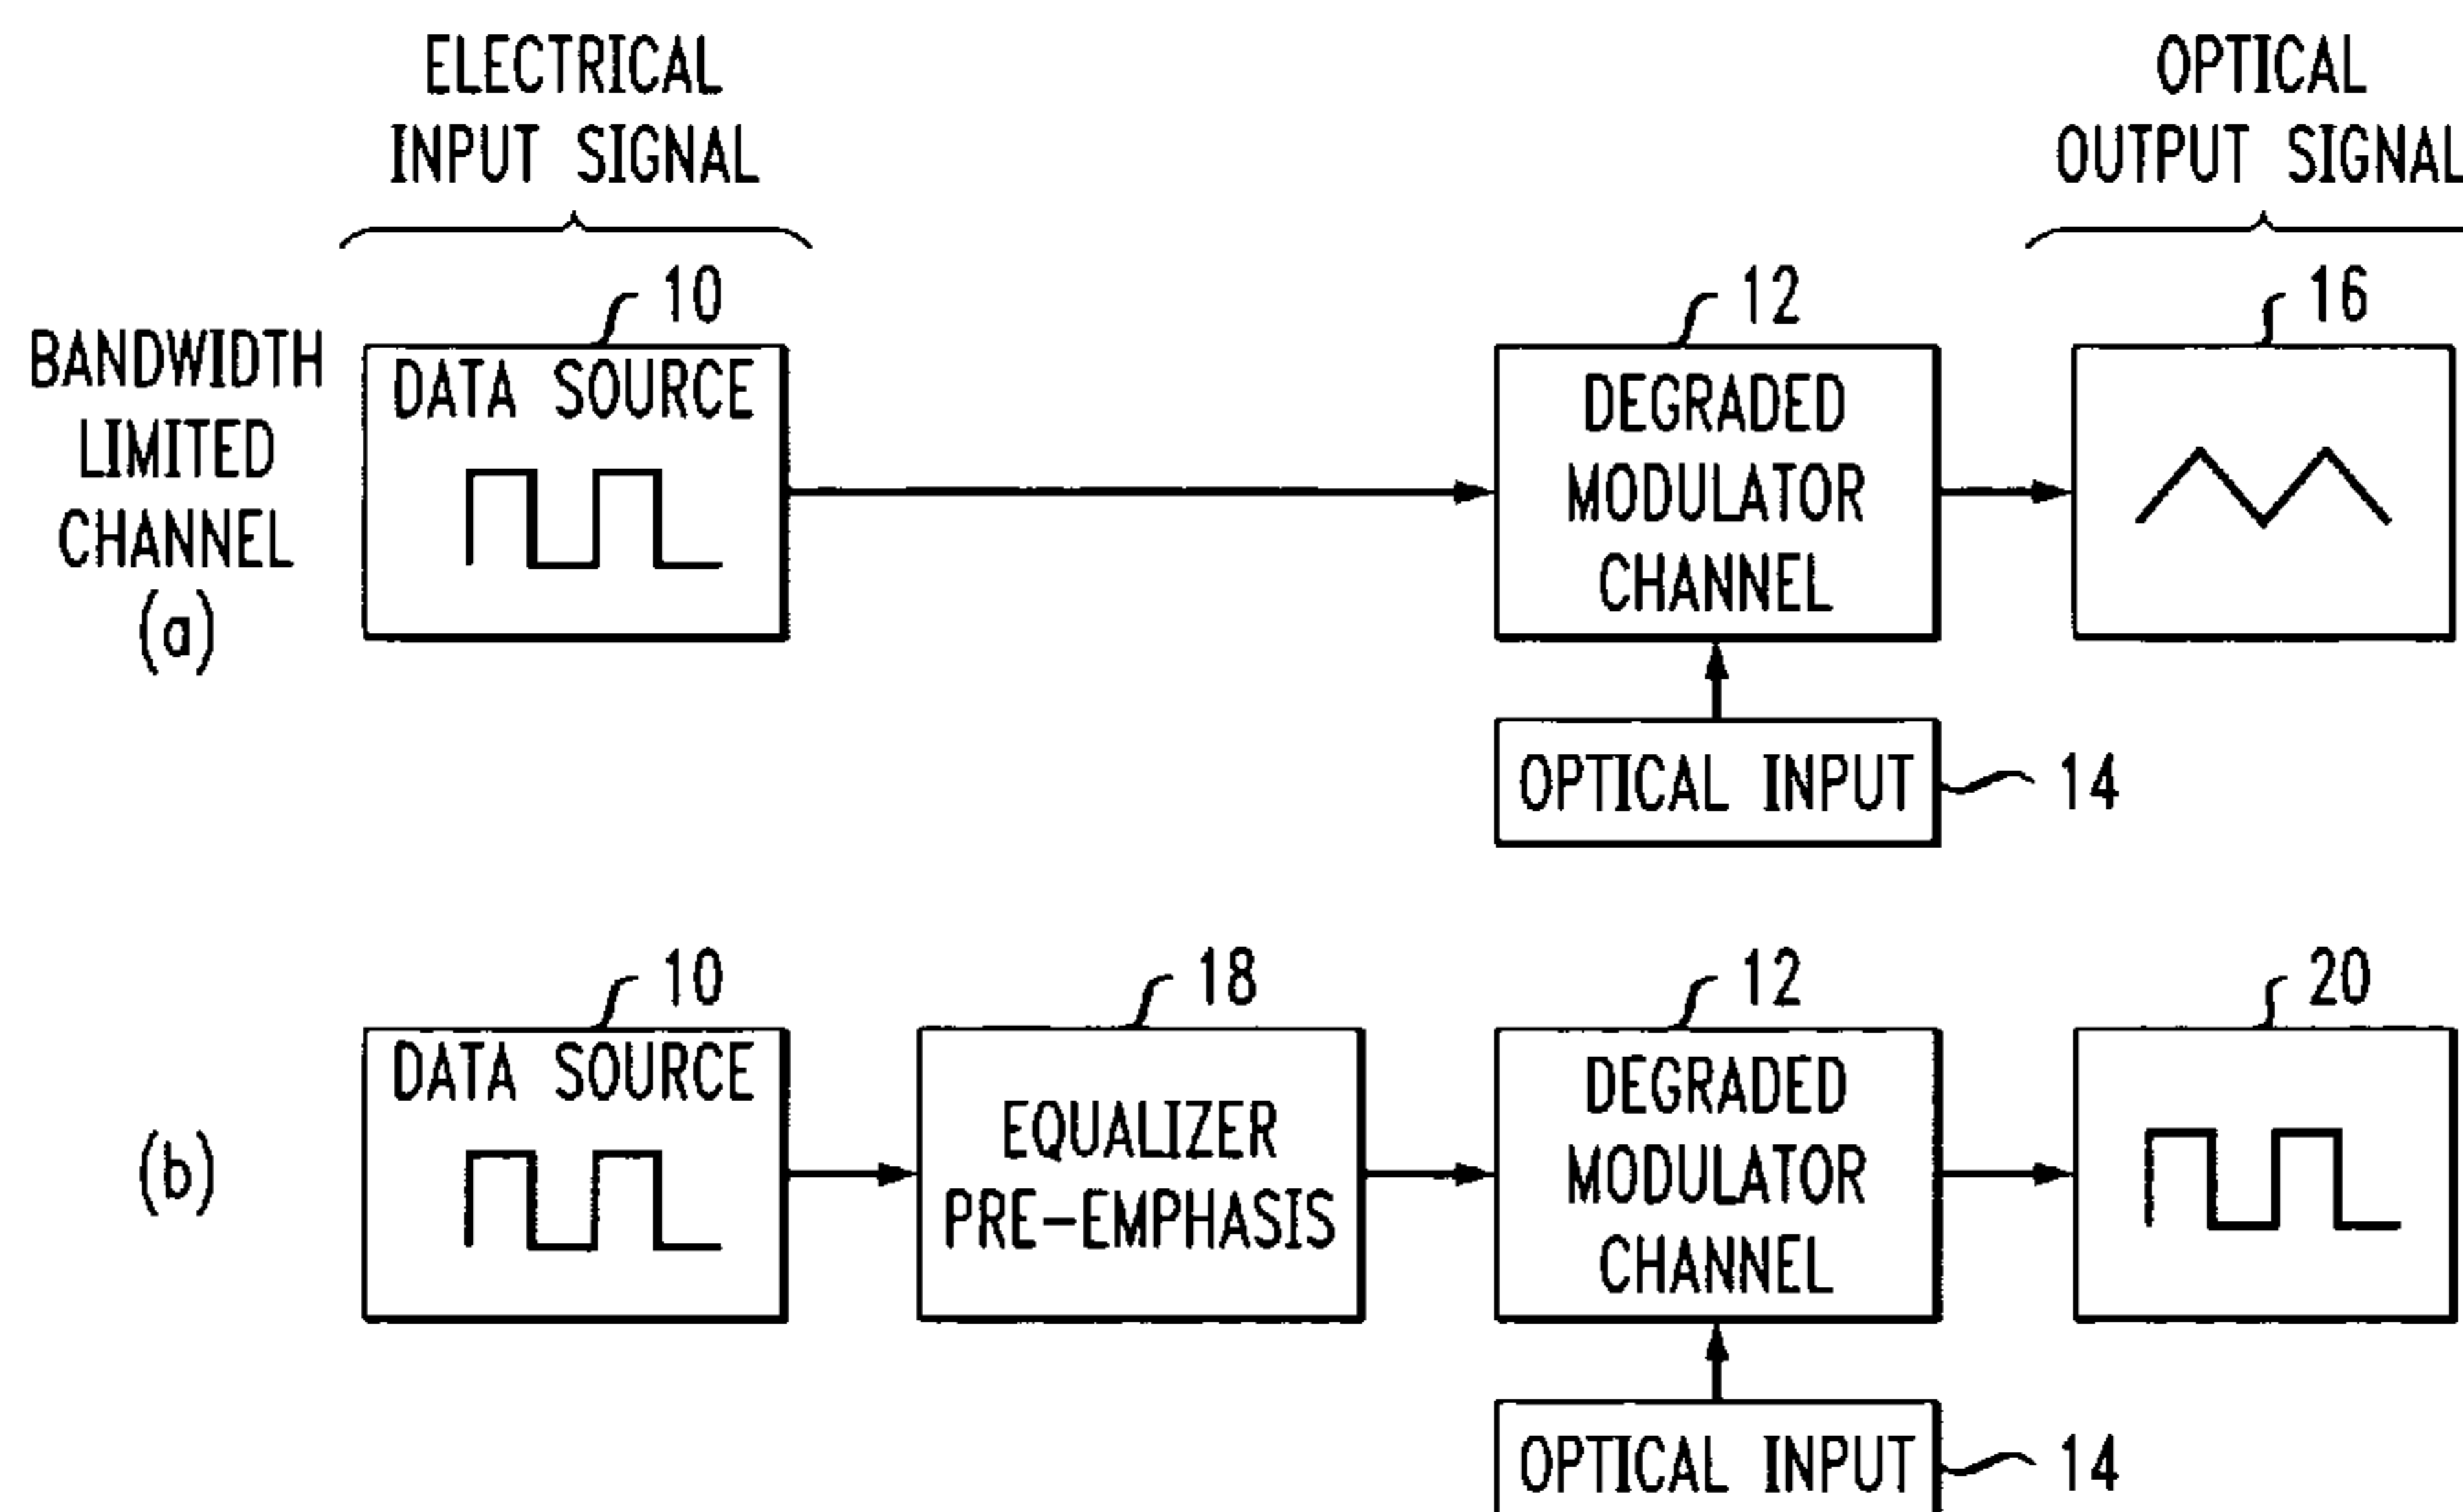 ELECTRICAL
INPUT SIGNAL
OPTICAL
OUTPUT SIGNAL
BANDWIDTH
LIMITED
CHANNEL
(a)
10
DATA SOURCE
12
DEGRADED
MODULATOR
CHANNEL
16
OPTICAL INPUT
14
(b)
10
DATA SOURCE
18
EQUALIZER
PRE-EMPHASIS
12
DEGRADED
MODULATOR
CHANNEL
20
OPTICAL INPUT
14